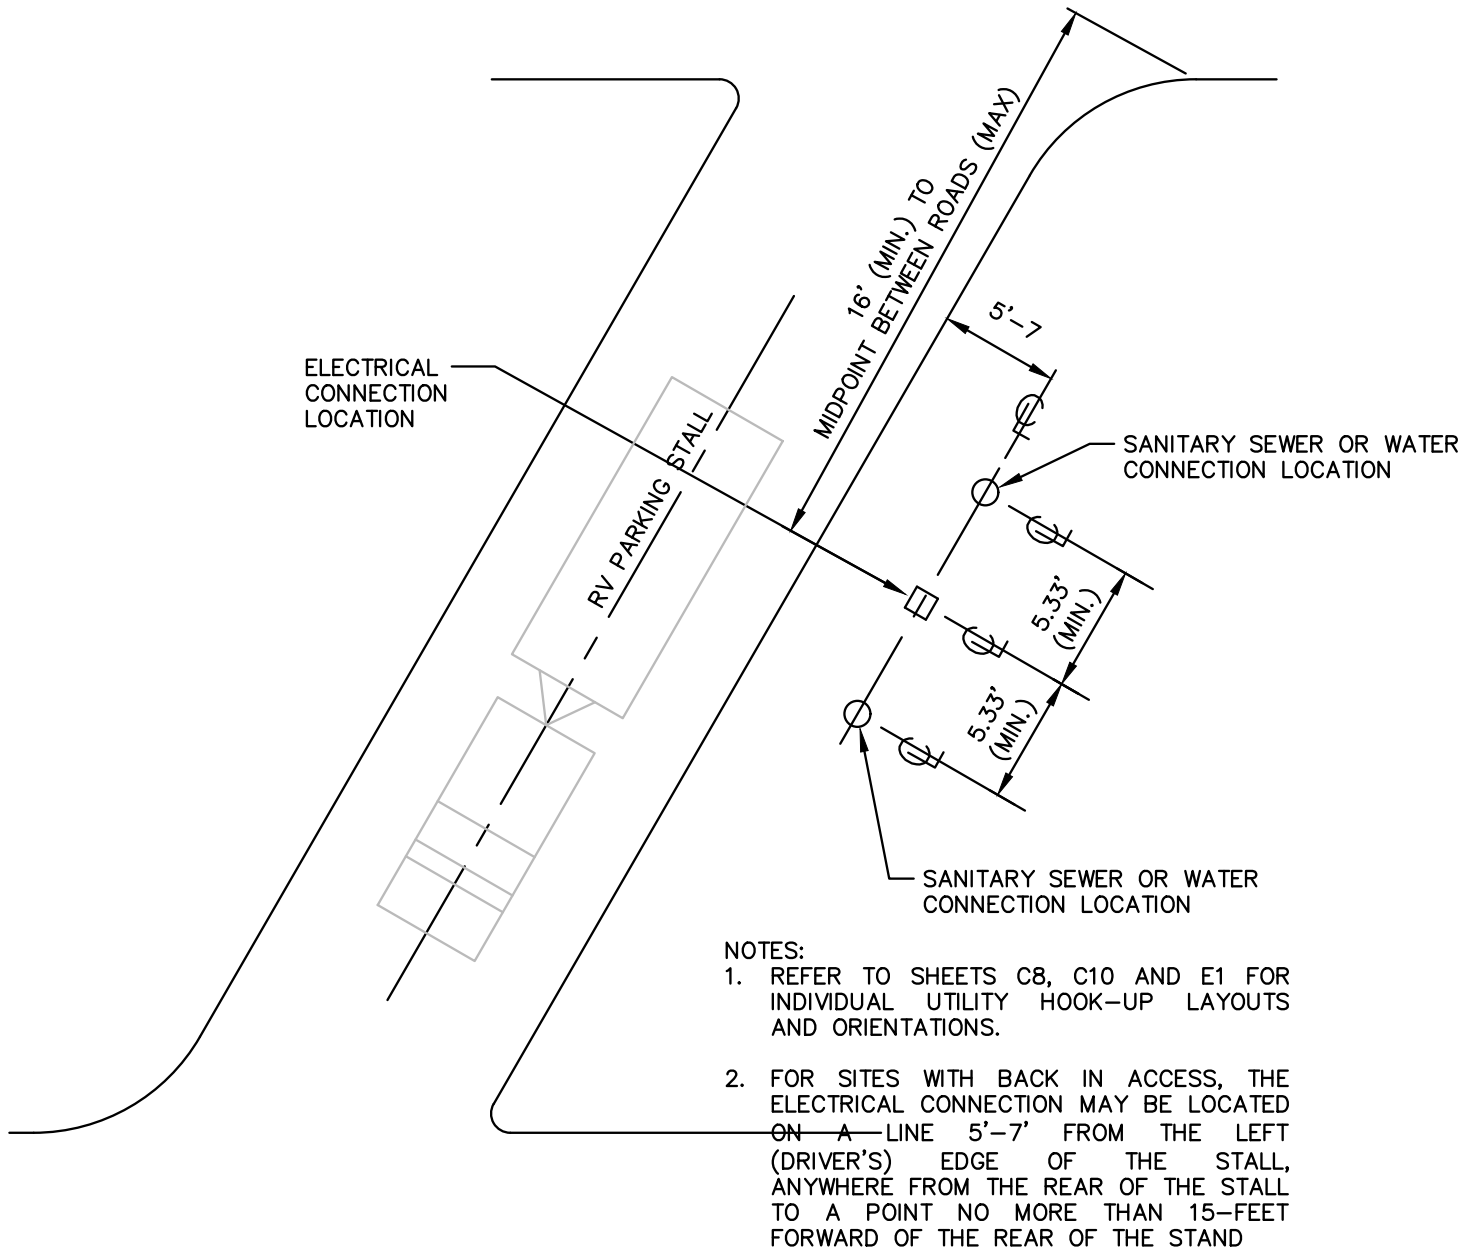 16' (MIN.) TO
MIDPOINT BETWEEN ROADS (MAX)
5'-7
ELECTRICAL
CONNECTION
LOCATION
RV PARKING STALL
SANITARY SEWER OR WATER
CONNECTION LOCATION
5.33'
(MIN.)
5.33'
(MIN.)
SANITARY SEWER OR WATER
CONNECTION LOCATION
NOTES:
1. REFER TO SHEETS C8, C10 AND E1 FOR
INDIVIDUAL UTILITY HOOK-UP LAYOUTS
AND ORIENTATIONS.
2. FOR SITES WITH BACK IN ACCESS, THE
ELECTRICAL CONNECTION MAY BE LOCATED
ON A LINE 5'-7' FROM THE LEFT
(DRIVER'S) EDGE OF THE STALL,
ANYWHERE FROM THE REAR OF THE STALL
TO A POINT NO MORE THAN 15-FEET
FORWARD OF THE REAR OF THE STAND